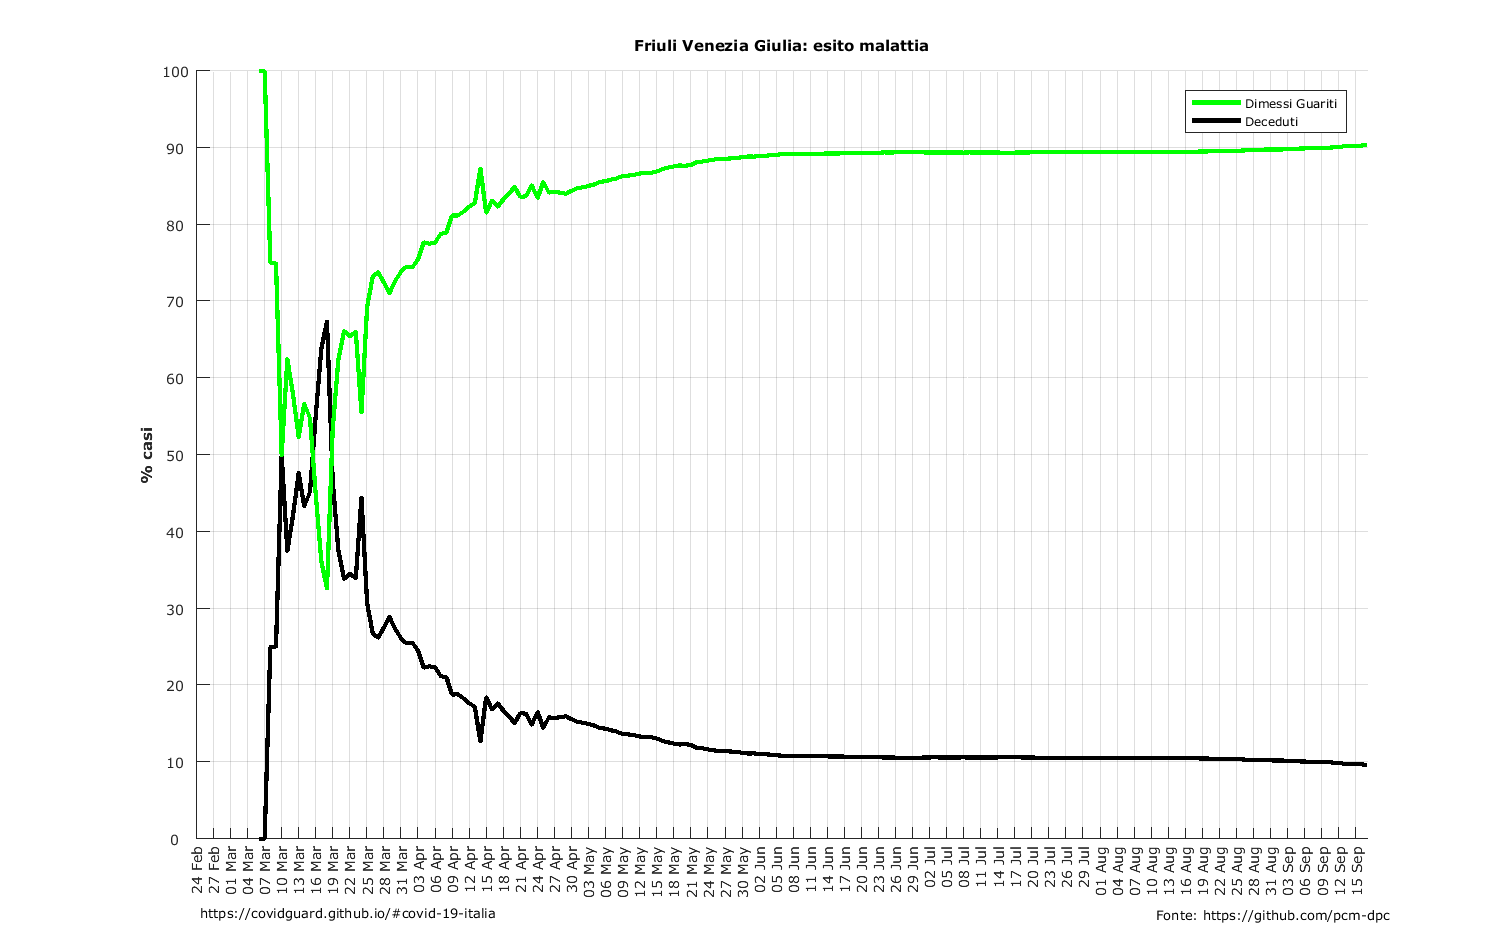 Friuli Venezia Giulia: esito malattia
Dimessi Guariti
Deceduti
% casi
100
90
80
70
60
50
40
30
20
10
0
24 Feb
27 Feb
01 Mar
04 Mar
07 Mar
10 Mar
13 Mar
16 Mar
19 Mar
22 Mar
25 Mar
28 Mar
31 Mar
03 Apr
06 Apr
09 Apr
12 Apr
15 Apr
18 Apr
21 Apr
24 Apr
27 Apr
30 Apr
03 May
06 May
09 May
12 May
15 May
18 May
21 May
24 May
27 May
30 May
02 Jun
05 Jun
08 Jun
11 Jun
14 Jun
17 Jun
20 Jun
23 Jun
26 Jun
29 Jun
02 Jul
05 Jul
08 Jul
11 Jul
14 Jul
17 Jul
20 Jul
23 Jul
26 Jul
29 Jul
01 Aug
04 Aug
07 Aug
10 Aug
13 Aug
16 Aug
19 Aug
22 Aug
25 Aug
28 Aug
31 Aug
03 Sep
06 Sep
09 Sep
12 Sep
15 Sep
https://covidguard.github.io/#covid-19-italia
Fonte: https://github.com/pcm-dpc